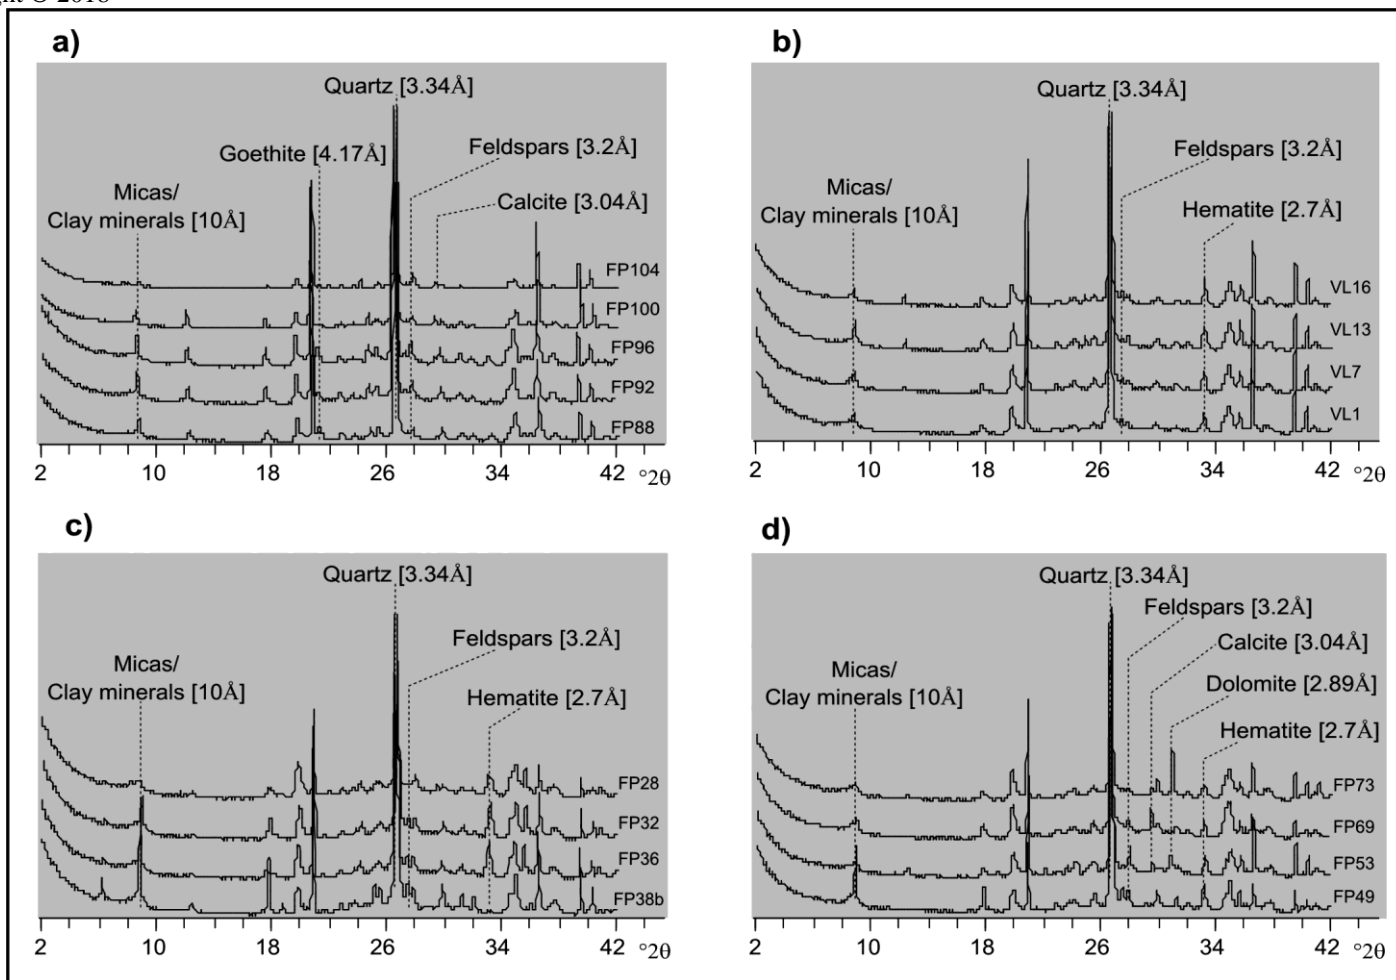 a)
Quartz [3.34Å]
Goethite [4.17Å]
Feldspars [3.2Å]
Micas/
Clay minerals [10Å]
Calcite [3.04Å]
FP104
FP100
FP96
FP92
FP88
2 10 18 26 34 42 °2θ
b)
Quartz [3.34Å]
Feldspars [3.2Å]
Micas/
Clay minerals [10Å]
Hematite [2.7Å]
VL16
VL13
VL7
VL1
2 10 18 26 34 42 °2θ
c)
Quartz [3.34Å]
Feldspars [3.2Å]
Micas/
Clay minerals [10Å]
Hematite [2.7Å]
FP28
FP32
FP36
FP38b
2 10 18 26 34 42 °2θ
d)
Quartz [3.34Å]
Feldspars [3.2Å]
Calcite [3.04Å]
Micas/
Clay minerals [10Å]
Dolomite [2.89Å]
Hematite [2.7Å]
FP73
FP69
FP53
FP49
2 10 18 26 34 42 °2θ